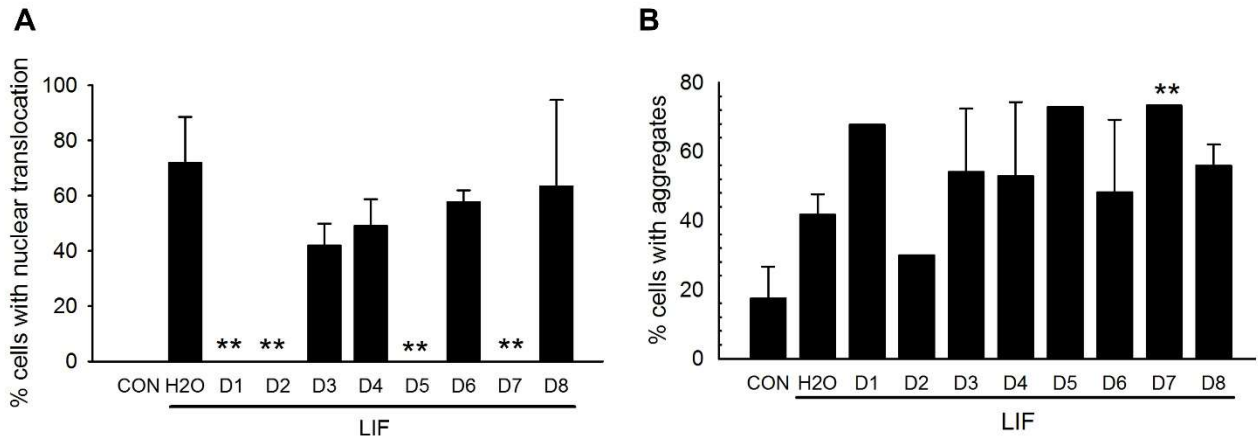 A
% cells with nuclear translocation
100
80
60
40
20
0
** ** ** **
CON H2O D1 D2 D3 D4 D5 D6 D7 D8
LIF
B
% cells with aggregates
80
60
40
20
0
**
CON H2O D1 D2 D3 D4 D5 D6 D7 D8
LIF